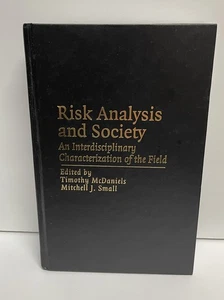 Risk Analysis
and Society
An Interdisciplinary
Characterization of the Field
Edited by
Timothy McDaniels
Mitchell J. Small